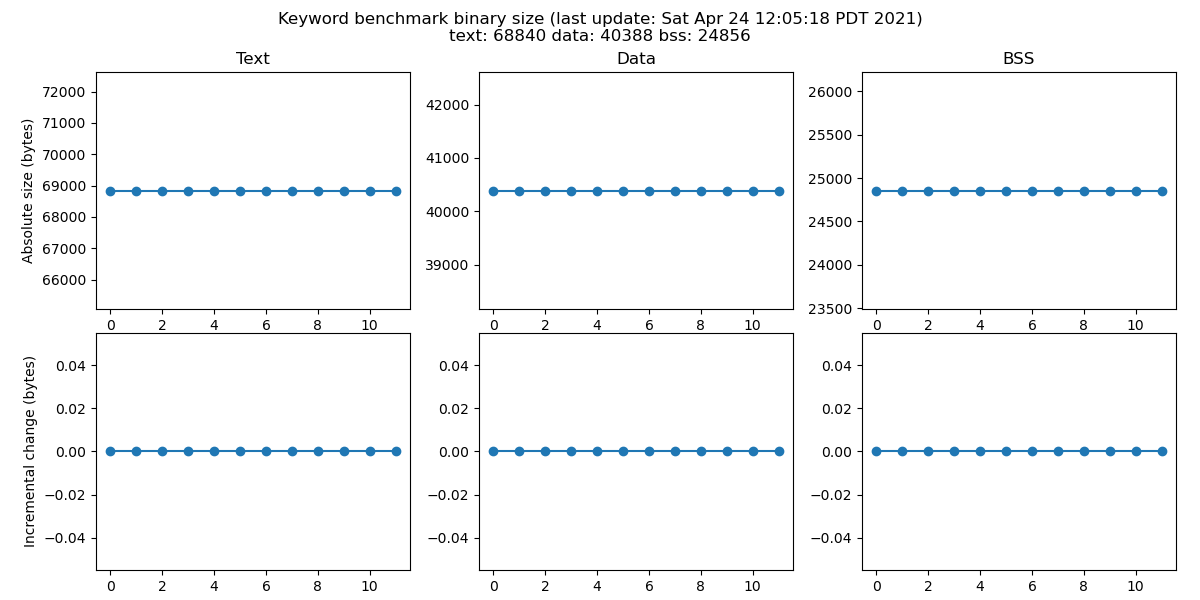 Keyword benchmark binary size (last update: Sat Apr 24 12:05:18 PDT 2021)
text: 68840 data: 40388 bss: 24856
Text
Data
BSS
Absolute size (bytes)
72000
71000
70000
69000
68000
67000
66000
0 2 4 6 8 10
42000
41000
40000
39000
0 2 4 6 8 10
26000
25500
25000
24500
24000
23500
0 2 4 6 8 10
Incremental change (bytes)
0.04
0.02
0.00
−0.02
−0.04
0 2 4 6 8 10
0.04
0.02
0.00
−0.02
−0.04
0 2 4 6 8 10
0.04
0.02
0.00
−0.02
−0.04
0 2 4 6 8 10